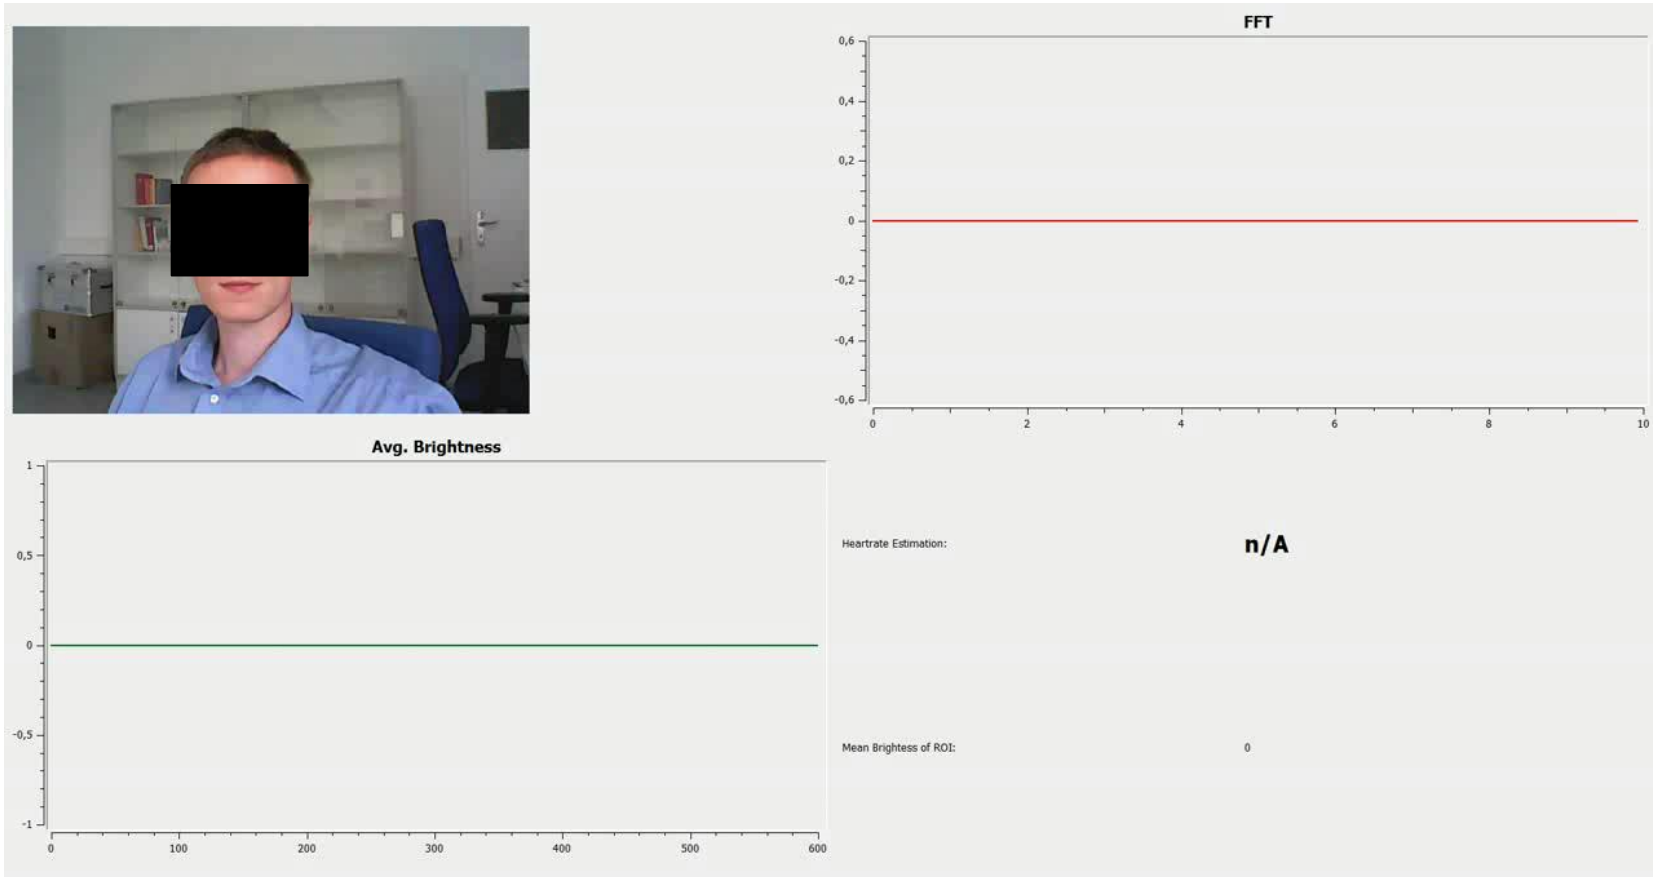 FFT
0,6
0,4
0,2
0
-0,2
-0,4
-0,6
0 2 4 6 8 10
Avg. Brightness
1
0,5
0
-0,5
-1
0 100 200 300 400 500 600
Heartrate Estimation: n/A
Mean Brightess of ROI: 0